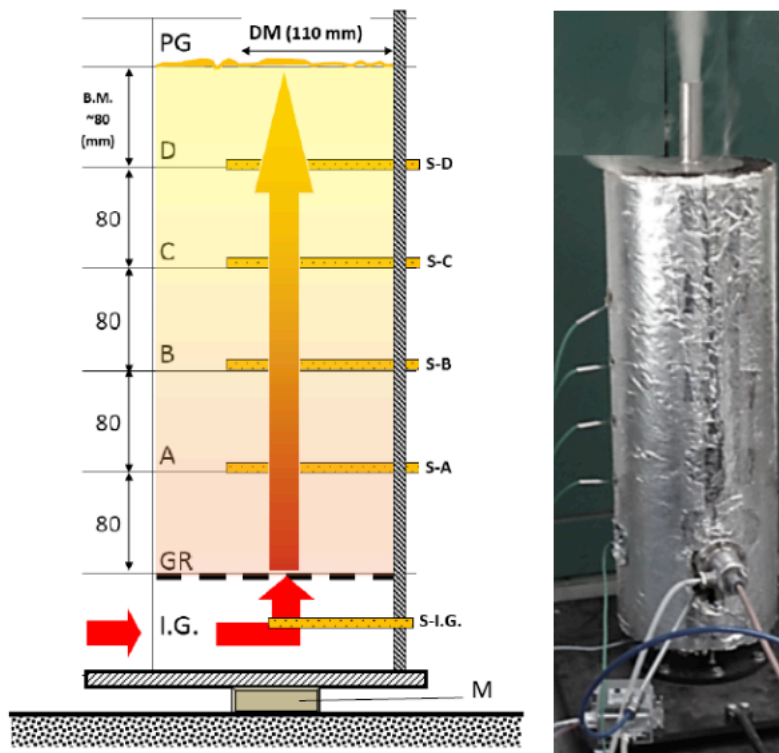 PG
DM (110 mm)
B.M.
~80
(mm)
D
S-D
80
C
S-C
80
B
S-B
80
A
S-A
80
GR
I.G.
S-I.G.
M